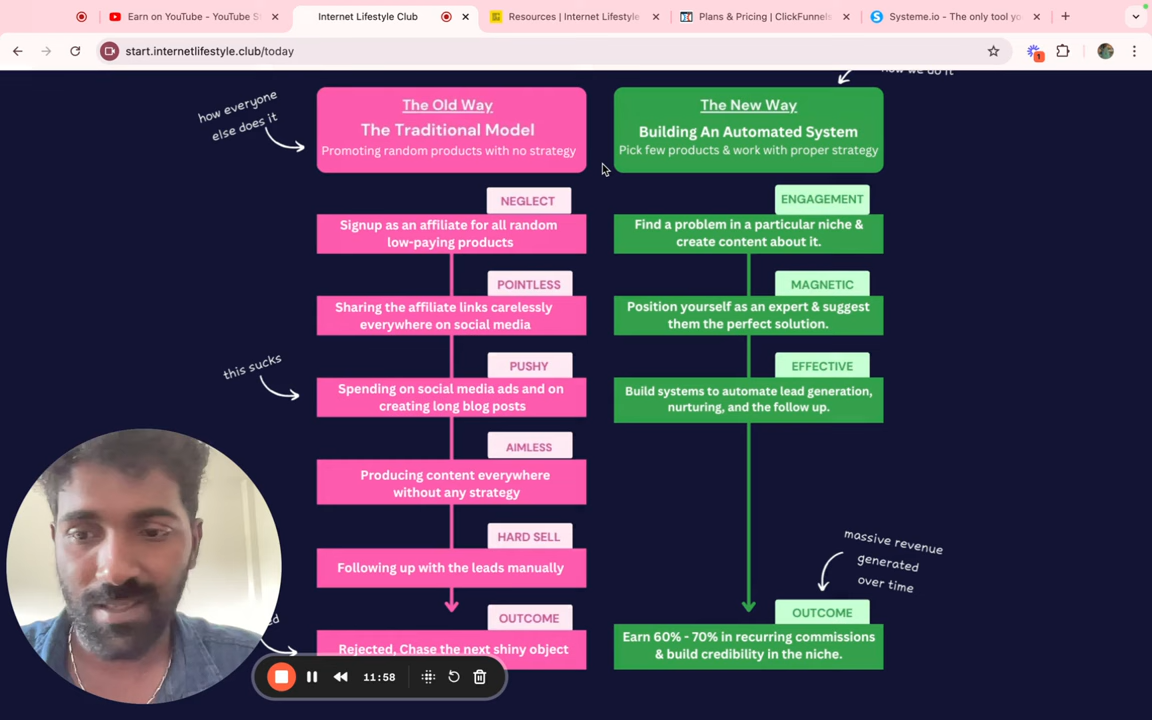 Earn on YouTube - YouTube S
Internet Lifestyle Club
Resources | Internet Lifestyle
Plans & Pricing | ClickFunnels
Systeme.io - The only tool yo
start.internetlifestyle.club/today
1
how we do it
how everyone
else does it
The Old Way
The Traditional Model
Promoting random products with no strategy
The New Way
Building An Automated System
Pick few products & work with proper strategy
NEGLECT
Signup as an affiliate for all random
low-paying products
ENGAGEMENT
Find a problem in a particular niche &
create content about it.
POINTLESS
Sharing the affiliate links carelessly
everywhere on social media
MAGNETIC
Position yourself as an expert & suggest
them the perfect solution.
this sucks
PUSHY
Spending on social media ads and on
creating long blog posts
EFFECTIVE
Build systems to automate lead generation,
nurturing, and the follow up.
AIMLESS
Producing content everywhere
without any strategy
HARD SELL
Following up with the leads manually
massive revenue
generated
over time
OUTCOME
Rejected, Chase the next shiny object
OUTCOME
Earn 60% - 70% in recurring commissions
& build credibility in the niche.
11:58